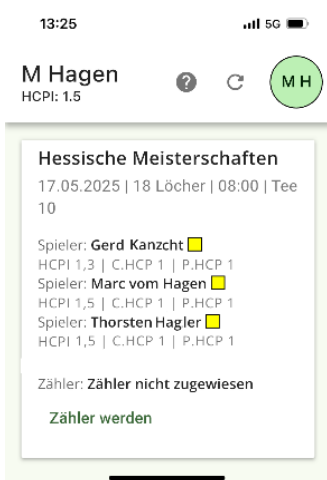 13:25 5G
M Hagen
HCPI: 1.5
M H
Hessische Meisterschaften
17.05.2025 | 18 Löcher | 08:00 | Tee
10
Spieler: Gerd Kanzcht
HCPI 1,3 | C.HCP 1 | P.HCP 1
Spieler: Marc vom Hagen
HCPI 1,5 | C.HCP 1 | P.HCP 1
Spieler: Thorsten Hagler
HCPI 1,5 | C.HCP 1 | P.HCP 1
Zähler: Zähler nicht zugewiesen
Zähler werden